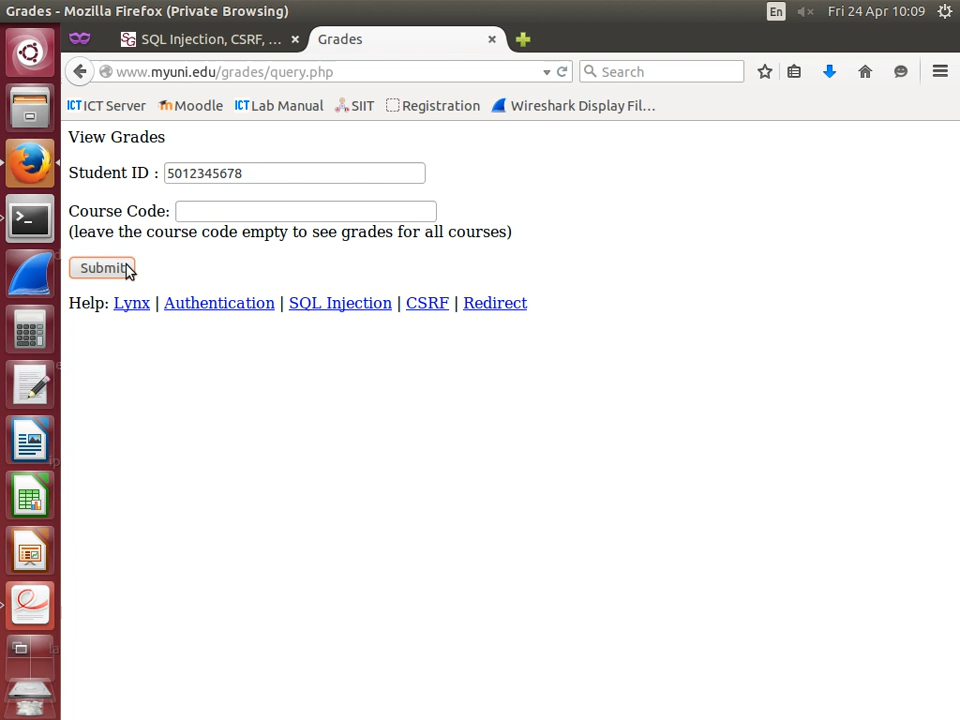 Grades - Mozilla Firefox (Private Browsing)
En
Fri 24 Apr 10:09
SQL Injection, CSRF, ...
Grades
www.myuni.edu/grades/query.php
Search
ICT ICT Server
Moodle
ICT Lab Manual
SIIT
Registration
Wireshark Display Fil...
View Grades
Student ID : 5012345678
Course Code:
(leave the course code empty to see grades for all courses)
Submit
Help: Lynx | Authentication | SQL Injection | CSRF | Redirect